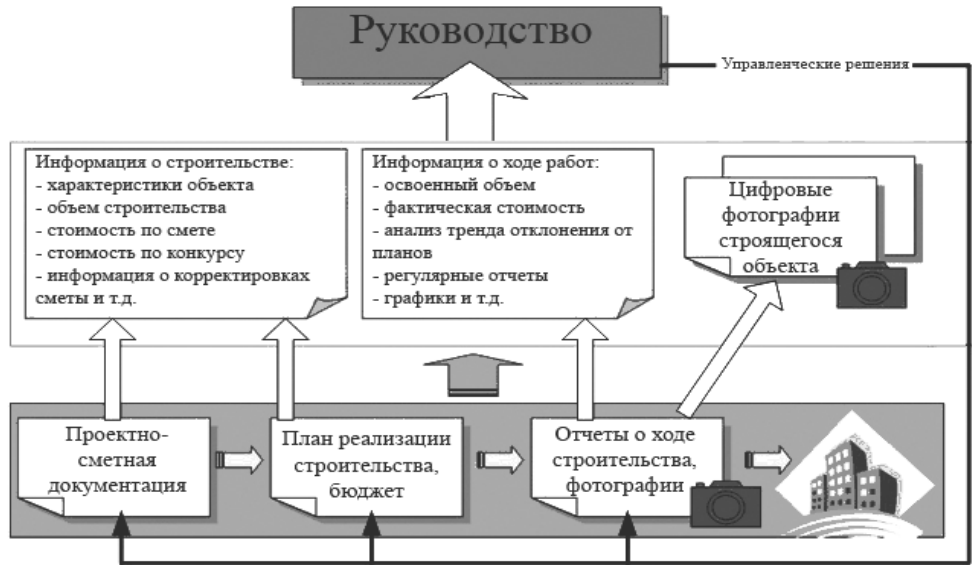 Руководство
Управленческие решения
Информация о строительстве:
- характеристики объекта
- объем строительства
- стоимость по смете
- стоимость по конкурсу
- информация о корректировках
сметы и т.д.
Информация о ходе работ:
- освоенный объем
- фактическая стоимость
- анализ тренда отклонения от
планов
- регулярные отчеты
- графики и т.д.
Цифровые
фотографии
строящегося
объекта
Проектно-
сметная
документация
План реализации
строительства,
бюджет
Отчеты о ходе
строительства,
фотографии